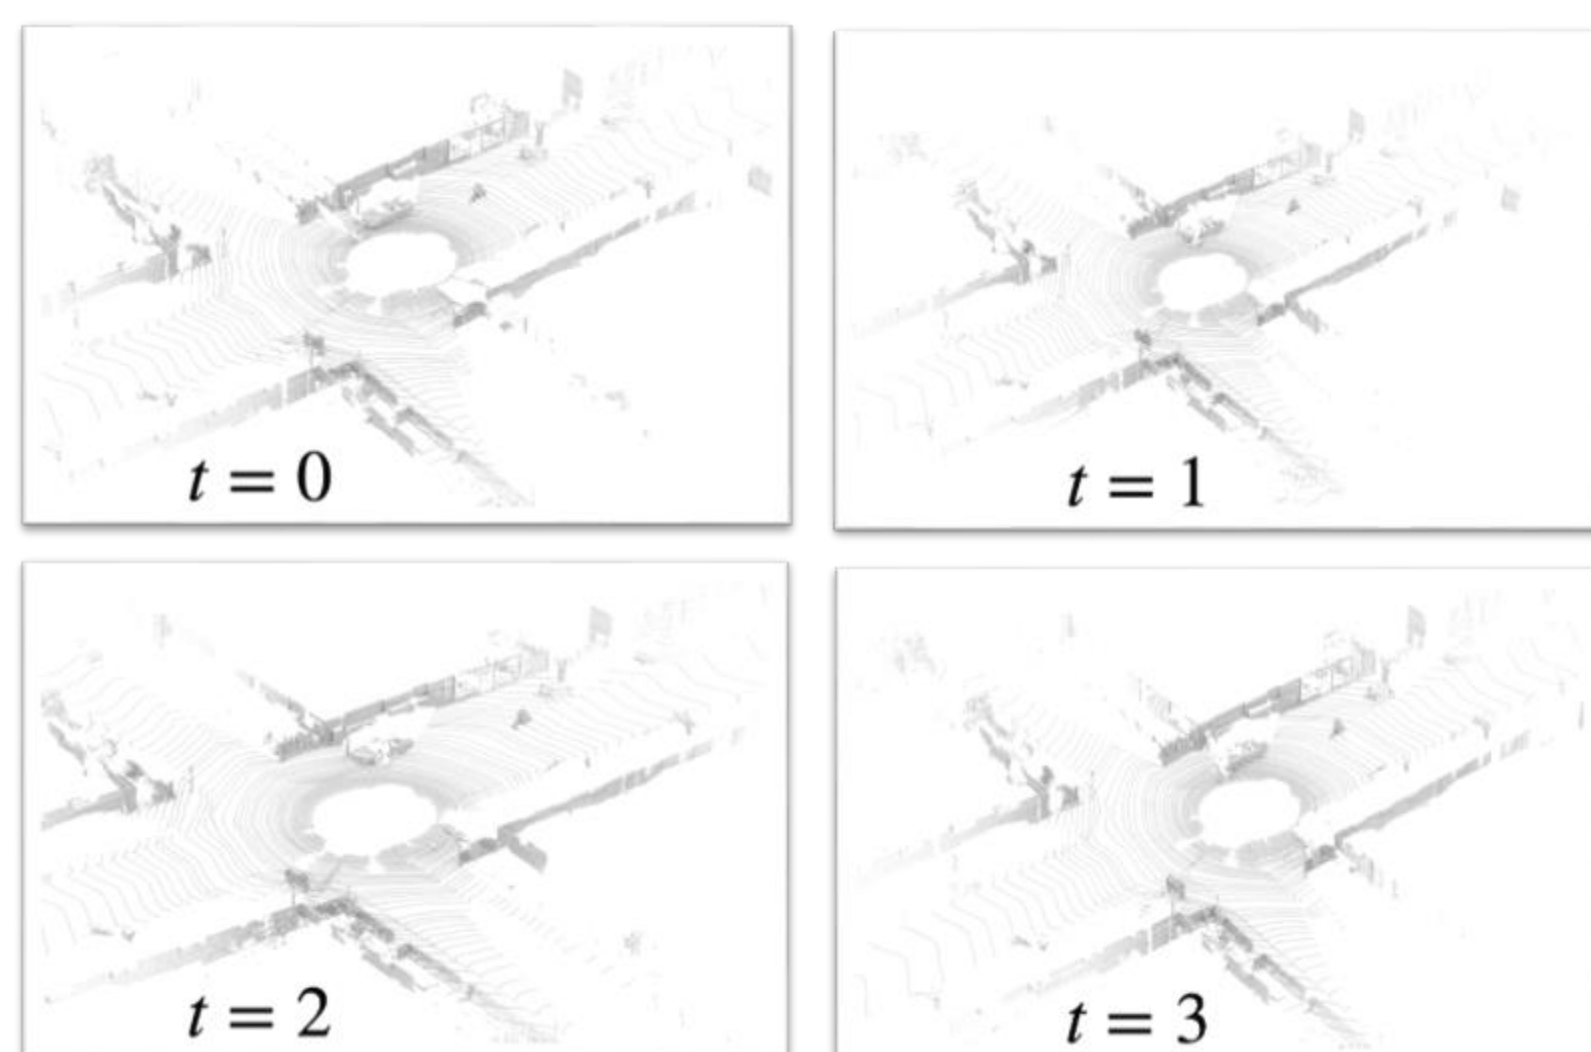 t = 0
t = 1
t = 2
t = 3